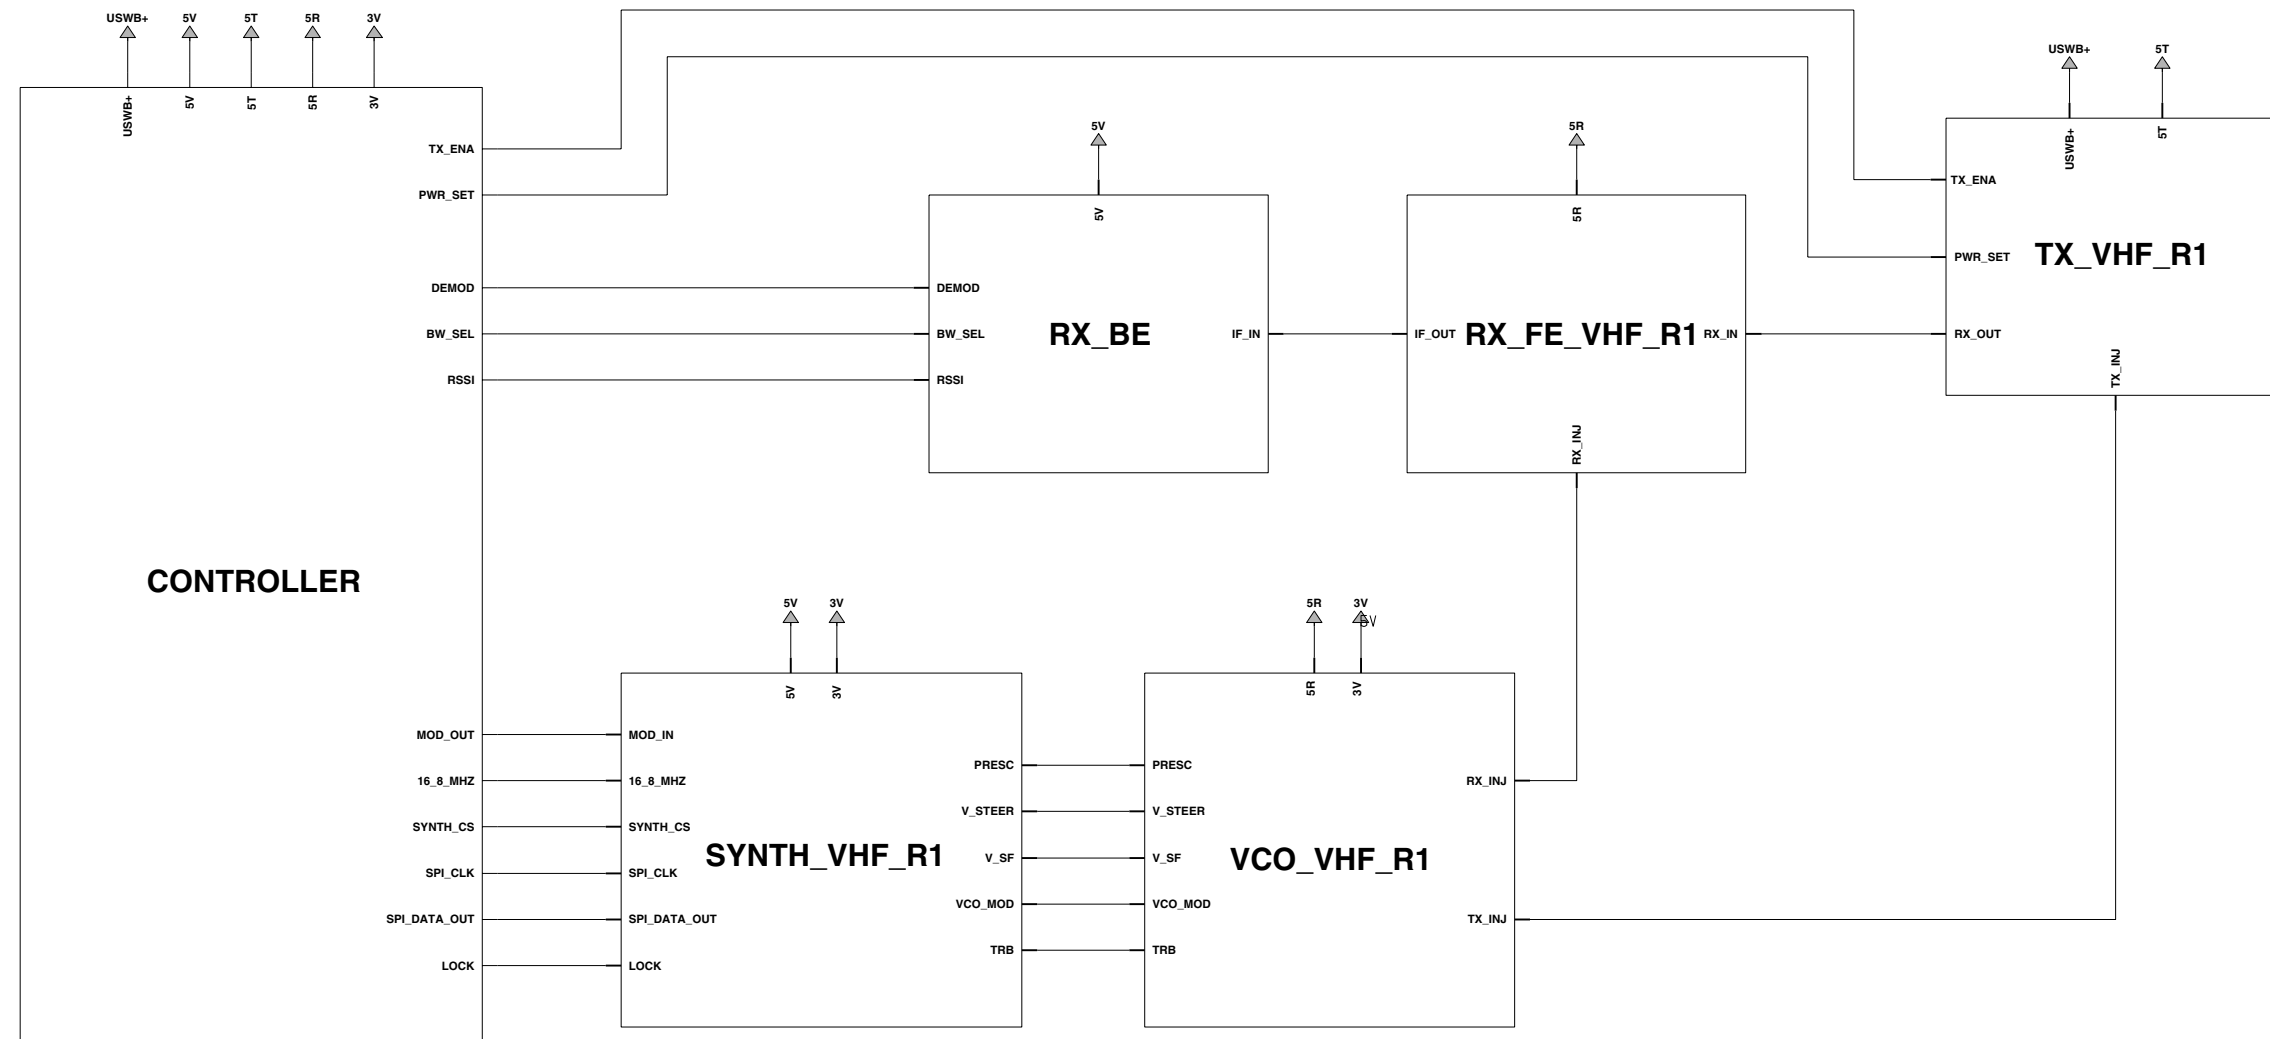 USWB+ 5V 5T 5R 3V
USWB+ 5T
USWB+ 5V 5T 5R 3V
USWB+ 5T
5V
5R
TX_ENA
TX_ENA
PWR_SET
5V
5R
PWR_SET
TX_VHF_R1
DEMOD
DEMOD
BW_SEL
BW_SEL
RX_BE
IF_IN
IF_OUT
RX_FE_VHF_R1
RX_IN
RX_OUT
RSSI
RSSI
TX_INJ
RX_INJ
CONTROLLER
5V 3V
5R 3V
5V
5V 3V
5R 3V
MOD_OUT
MOD_IN
PRESC
PRESC
16_8_MHZ
16_8_MHZ
RX_INJ
V_STEER
V_STEER
SYNTH_CS
SYNTH_CS
SYNTH_VHF_R1
V_SF
V_SF
VCO_VHF_R1
SPI_CLK
SPI_CLK
VCO_MOD
VCO_MOD
SPI_DATA_OUT
SPI_DATA_OUT
TX_INJ
TRB
TRB
LOCK
LOCK